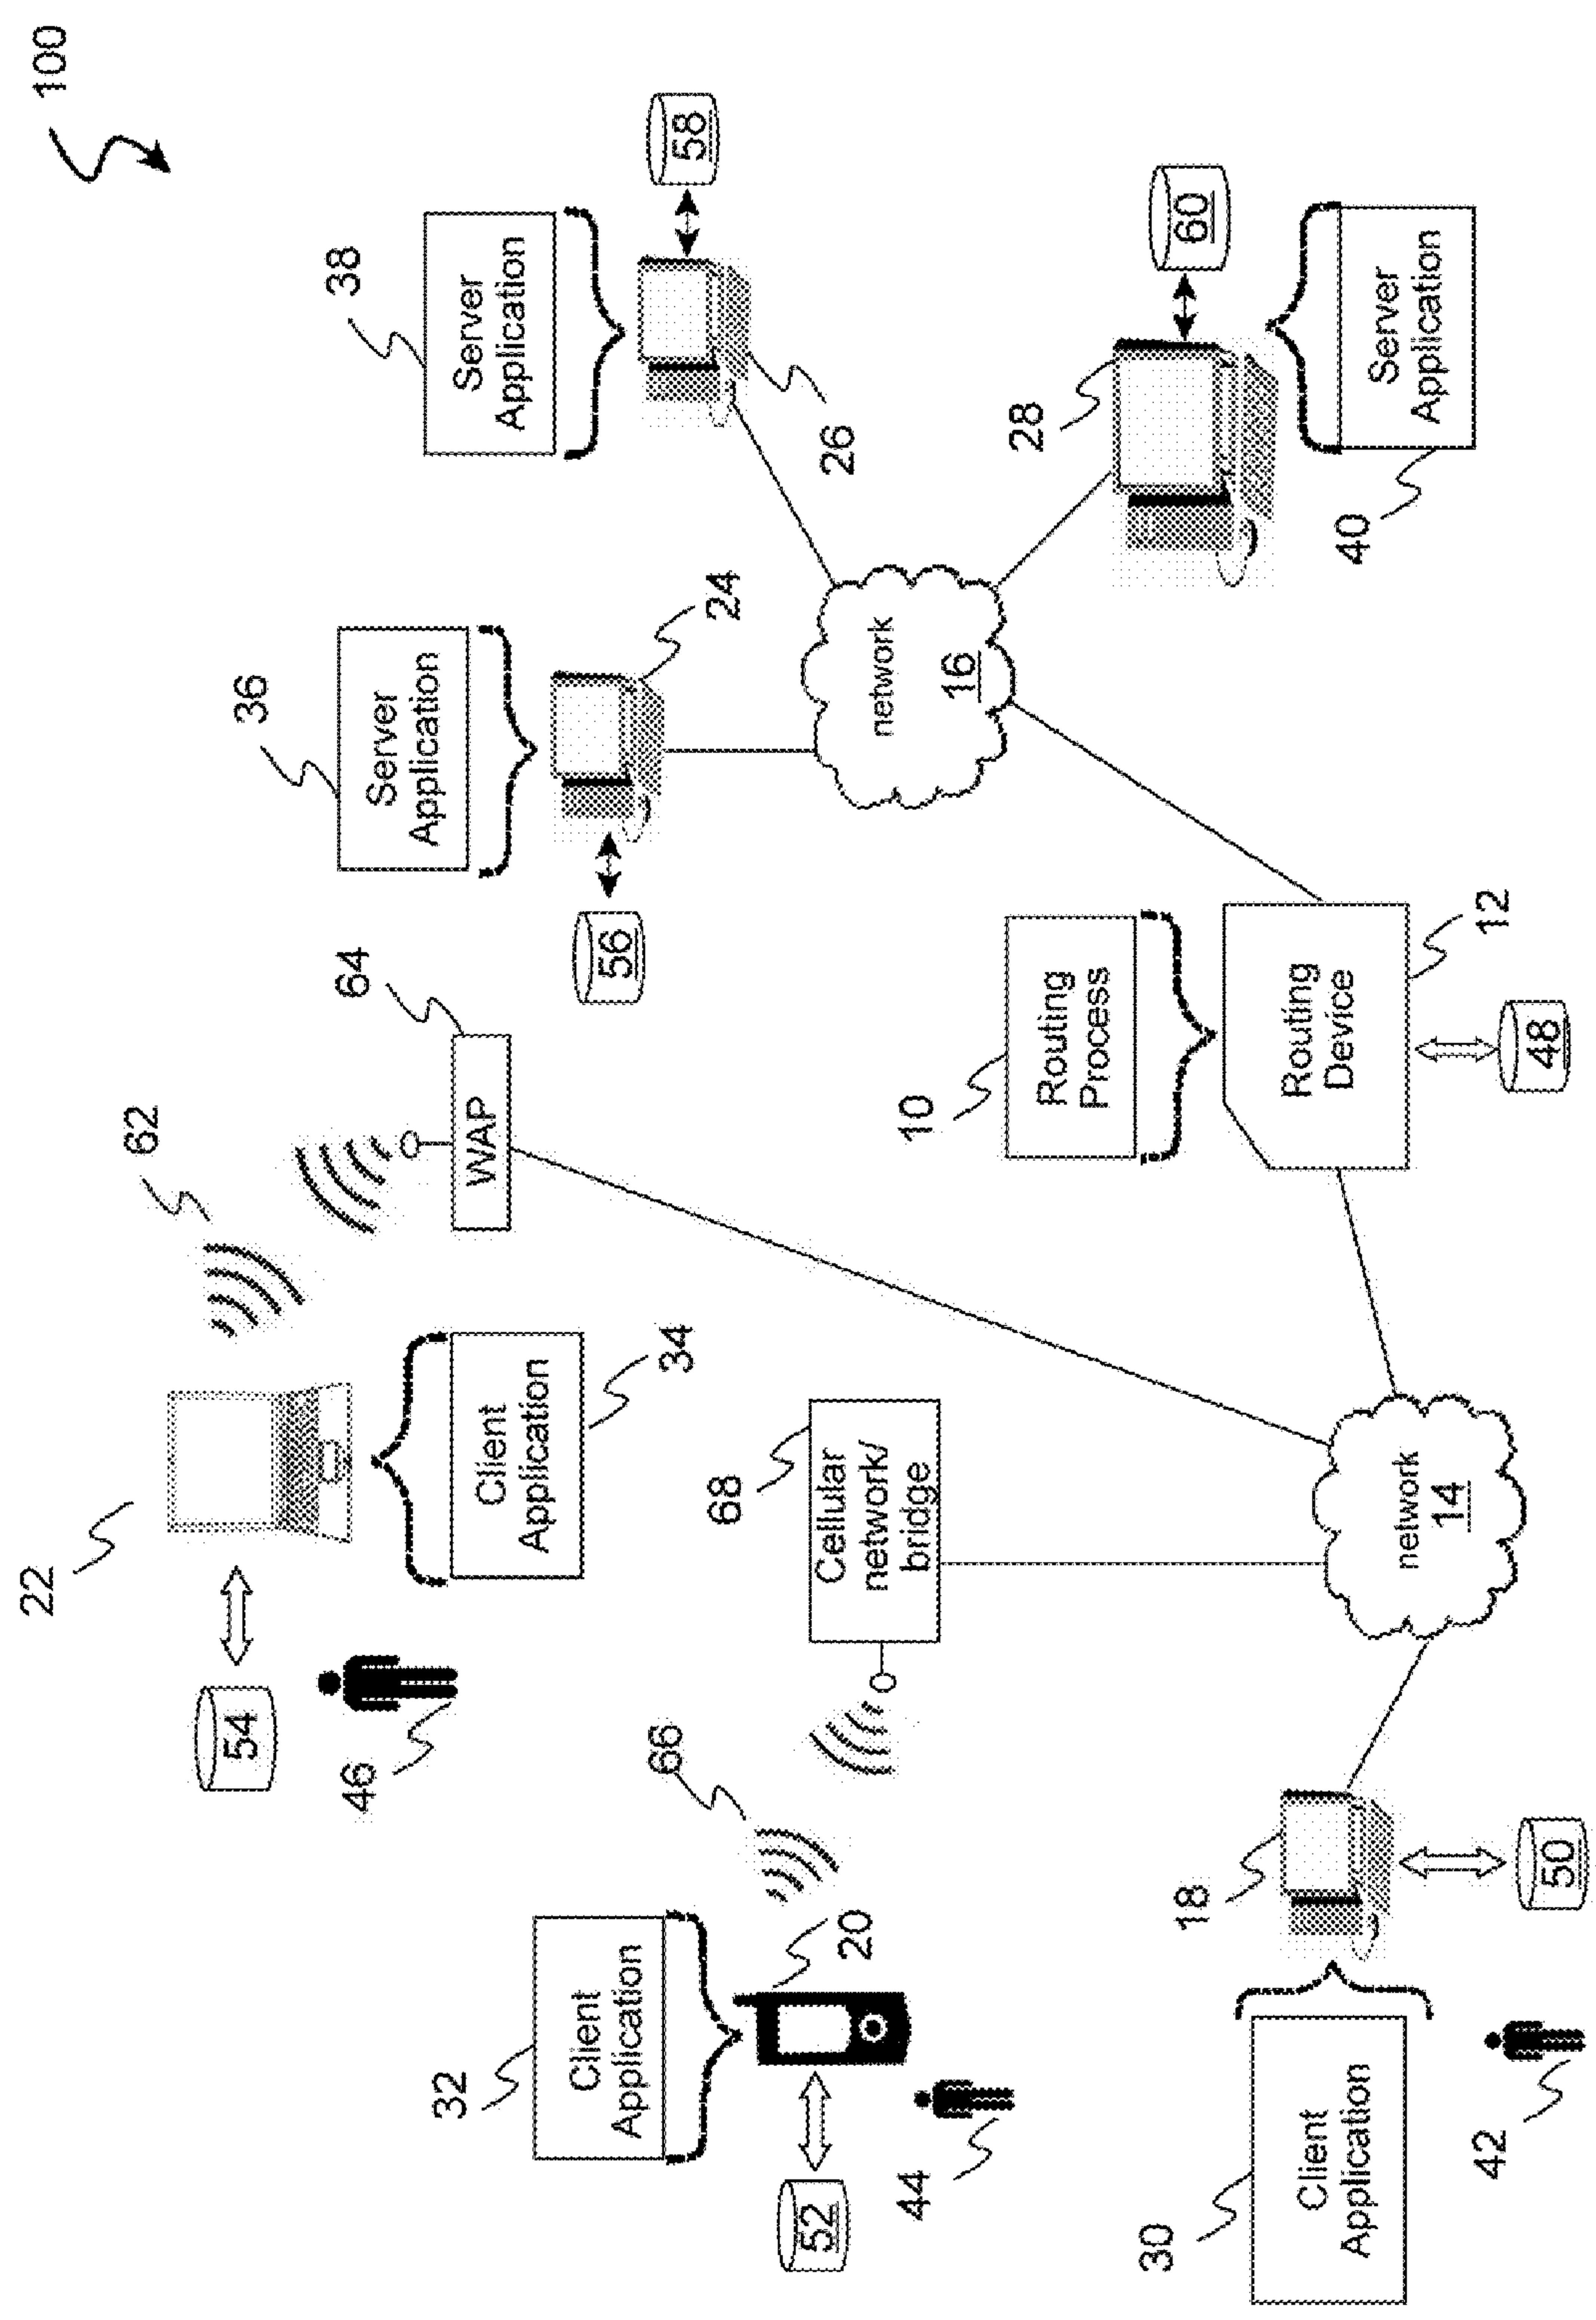 22
100
62
54
36
38
64
46
Server
Application
32
Server
Application
WAP
Client
Application
Client
Application
56
66
34
58
24
68
52
Cellular
network/
bridge
26
20
network
16
44
10
28
Routing
Process
30
18
60
Routing
Device
Client
Application
40
Server
Application
network
14
12
42
48
50